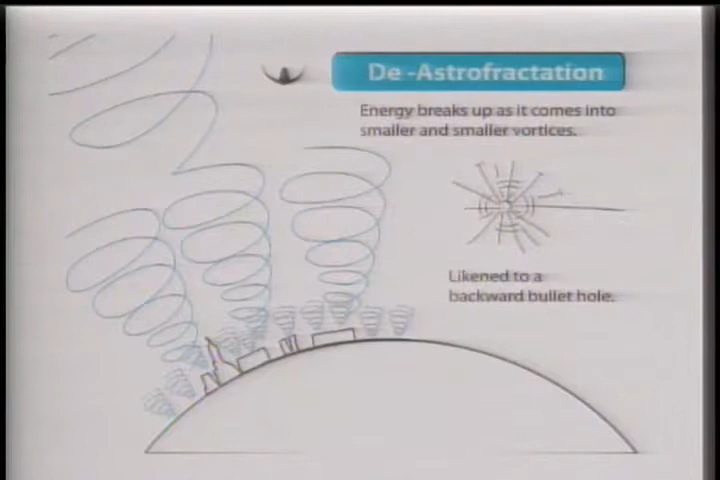 De -Astrofractation
Energy breaks up as it comes into
smaller and smaller vortices.
Likened to a
backward bullet hole.